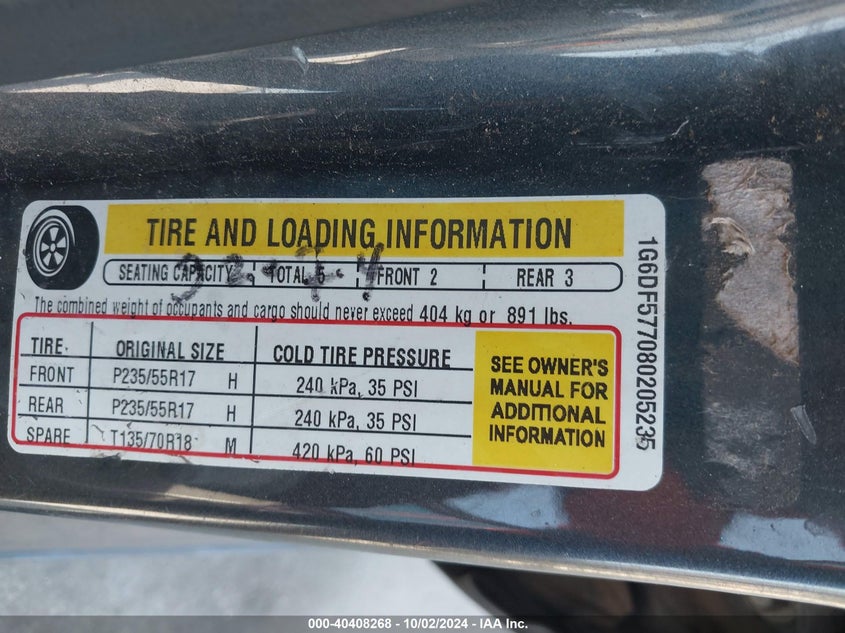 TIRE AND LOADING INFORMATION
SEATING CAPACITY TOTAL 5 FRONT 2 REAR 3
The combined weight of occupants and cargo should never exceed 404 kg or 891 lbs.
TIRE ORIGINAL SIZE COLD TIRE PRESSURE
FRONT P235/55R17 H 240 kPa, 35 PSI
REAR P235/55R17 H 240 kPa, 35 PSI
SPARE T135/70R18 M 420 kPa, 60 PSI
SEE OWNER'S
MANUAL FOR
ADDITIONAL
INFORMATION
1G6DF577080205235
000-40408268 - 10/02/2024 - IAA Inc.